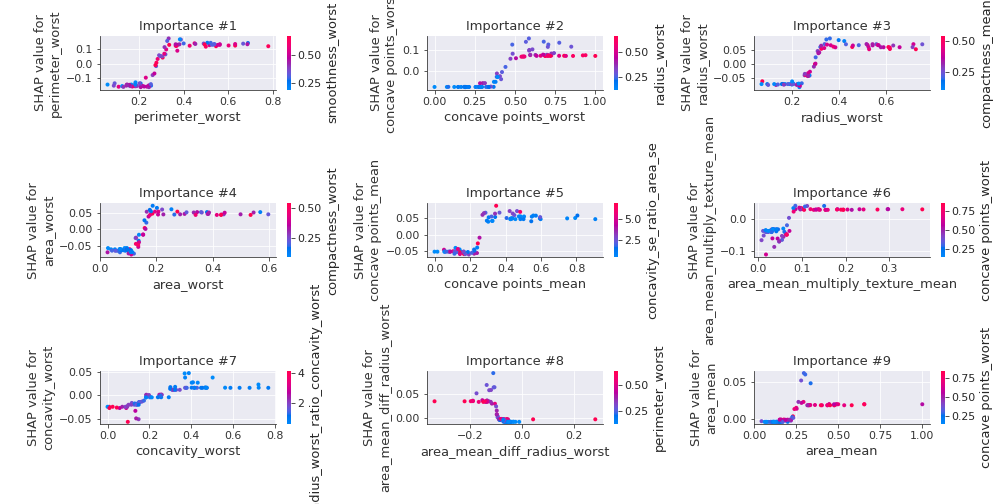 Importance #1
SHAP value for
perimeter_worst
0.1
0.0
−0.1
0.2
0.4
0.6
0.8
perimeter_worst
0.50
0.25
smoothness_worst
Importance #2
SHAP value for
concave points_worst
0.1
0.0
0.00
0.25
0.50
0.75
1.00
concave points_worst
0.50
0.25
radius_worst
Importance #3
SHAP value for
radius_worst
0.05
0.00
−0.05
0.2
0.4
0.6
radius_worst
0.50
0.25
compactness_mean
Importance #4
SHAP value for
area_worst
0.05
0.00
−0.05
0.0
0.2
0.4
0.6
area_worst
0.50
0.25
compactness_worst
Importance #5
SHAP value for
concave points_mean
0.05
0.00
−0.05
0.0
0.2
0.4
0.6
0.8
concave points_mean
5.0
2.5
concavity_se_ratio_area_se
Importance #6
SHAP value for
area_mean_multiply_texture_mean
0.0
−0.1
0.0
0.1
0.2
0.3
area_mean_multiply_texture_mean
0.75
0.50
0.25
concave points_worst
Importance #7
SHAP value for
concavity_worst
0.05
0.00
−0.05
0.0
0.2
0.4
0.6
0.8
concavity_worst
4
2
dius_worst_ratio_concavity_worst
Importance #8
SHAP value for
area_mean_diff_radius_worst
0.05
0.00
−0.2
0.0
0.2
area_mean_diff_radius_worst
0.50
0.25
perimeter_worst
Importance #9
SHAP value for
area_mean
0.05
0.00
0.00
0.25
0.50
0.75
1.00
area_mean
0.75
0.50
0.25
concave points_worst